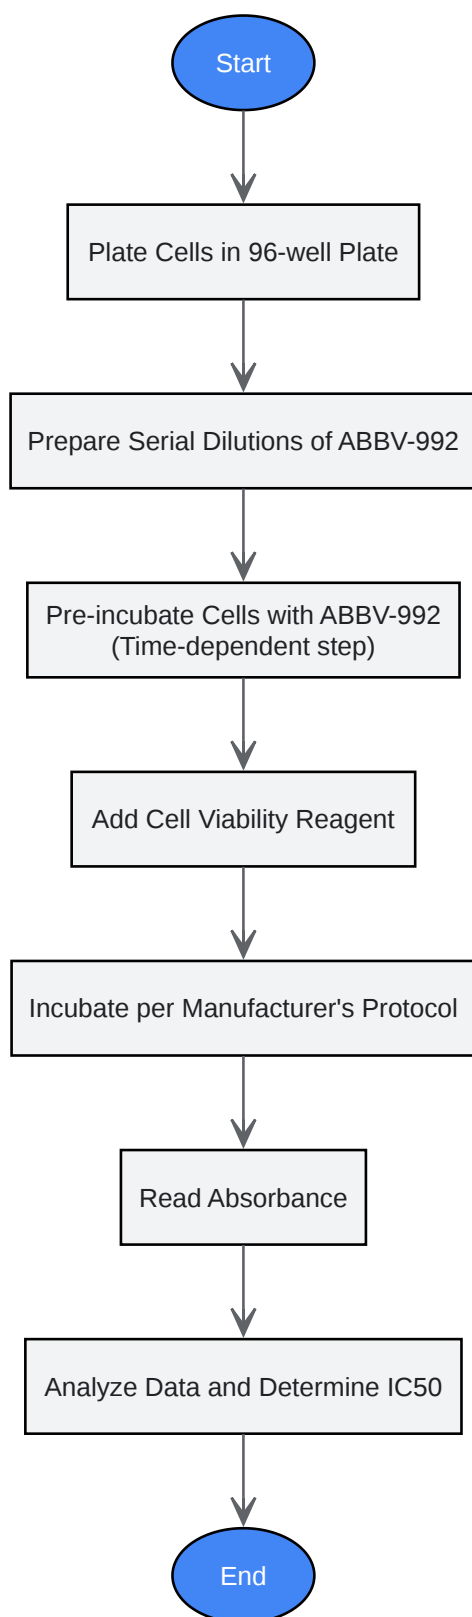 Start
Plate Cells in 96-well Plate
Prepare Serial Dilutions of ABBV-992
Pre-incubate Cells with ABBV-992
(Time-dependent step)
Add Cell Viability Reagent
Incubate per Manufacturer's Protocol
Read Absorbance
Analyze Data and Determine IC50
End